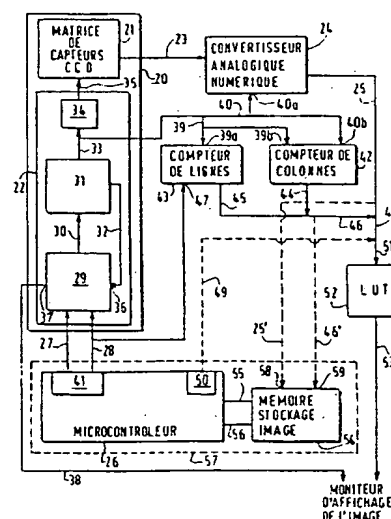 MATRICE
DE
CAPTEURS
CCD
21
23
CONVERTISSEUR
ANALOGIQUE
NUMERIQUE
24
20
35
40
40a
25
34
33
39
39a
39b
40b
22
31
COMPTEUR
DE LIGNES
COMPTEUR DE
COLONNES
42
43
47
45
44
46
30
32
29
36
37
49
52
LUT
27
28
25'
46'
41
50
55
58
59
MICROCONTROLEUR
MEMOIRE
STOCKAGE
IMAGE
26
56
56
57
38
MONITEUR
D'AFFICHAGE
DE L'IMAGE